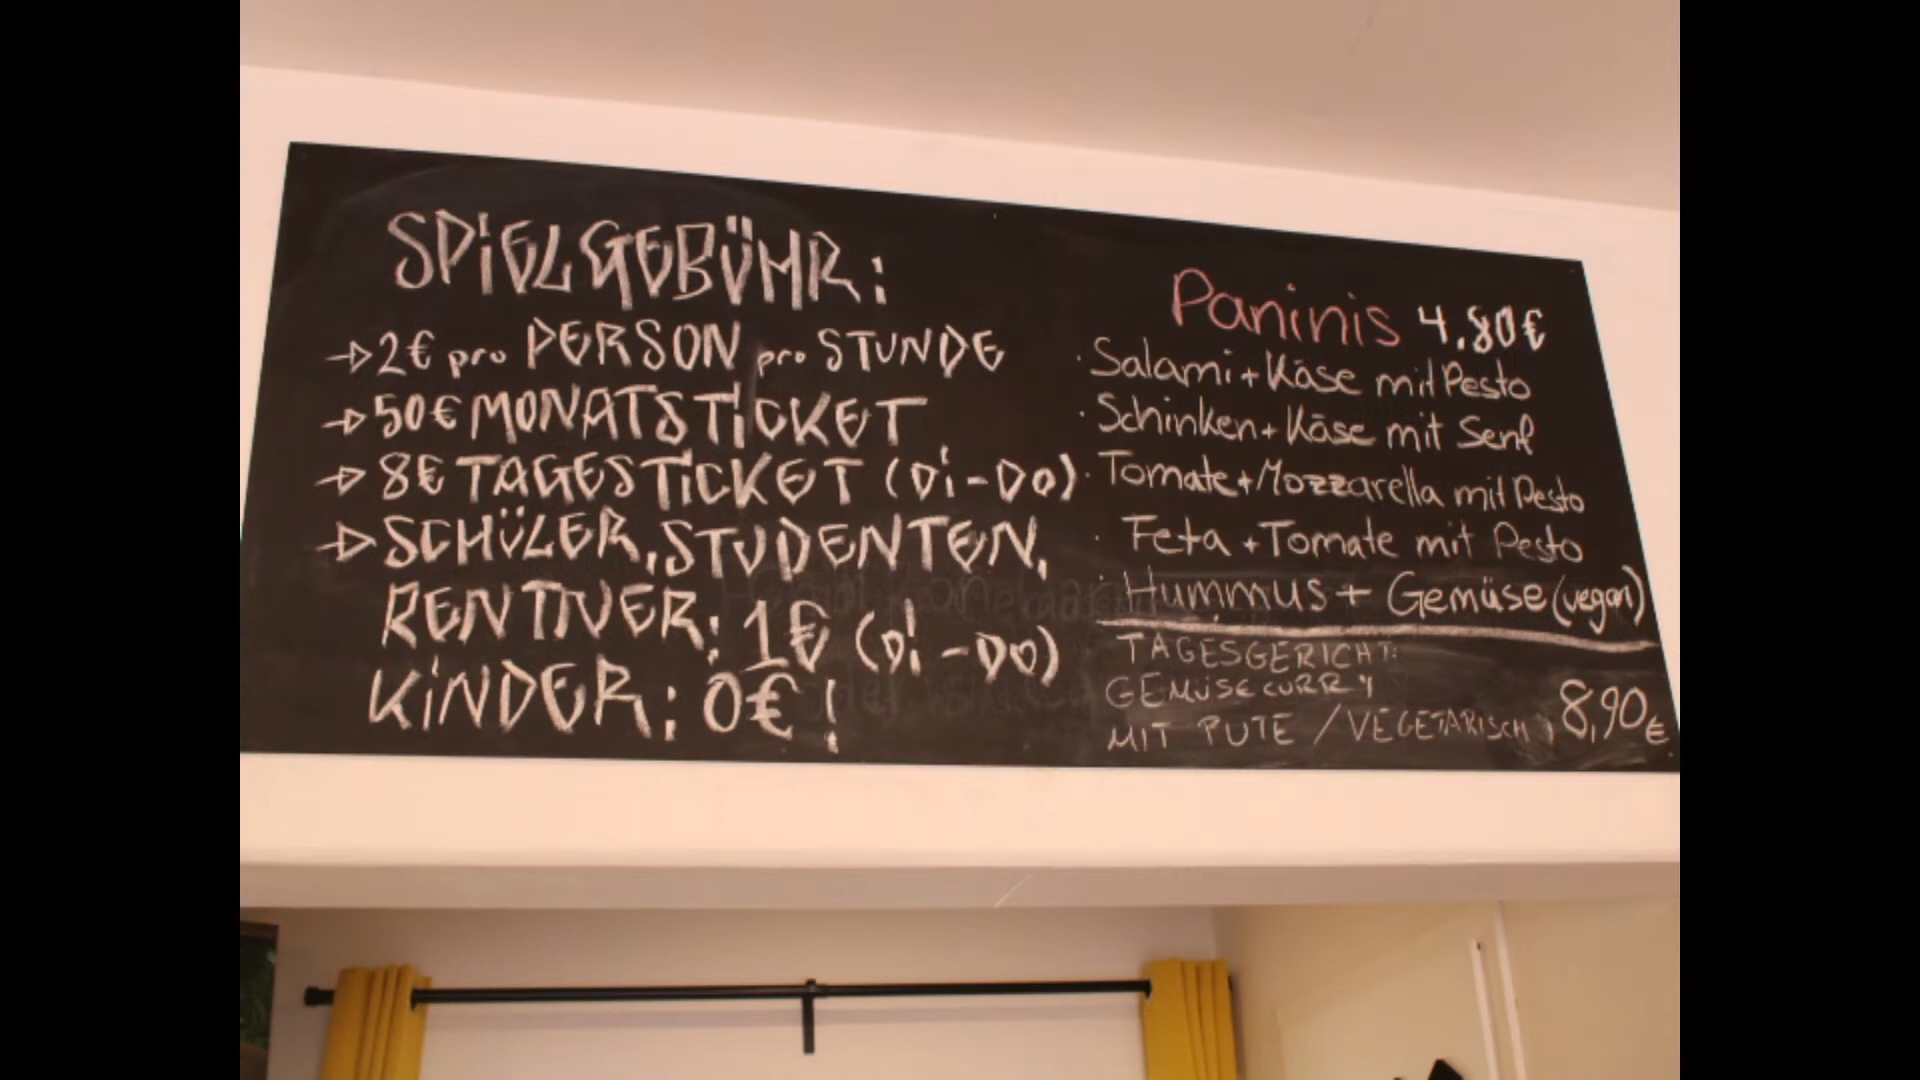 SPiELGEBÜHR:
→2€ pro PERSON pro STUNDE
→50€ MONATSTiCKET
→8€ TAGESTiCKET (Di-Do)
→SCHÜLER, STUDENTEN,
RENTNER: 1€ (Di-Do)
KiNDER: 0€!
Paninis 4,80€
· Salami + Käse mit Pesto
· Schinken + Käse mit Senf
· Tomate + Mozzarella mit Pesto
· Feta + Tomate mit Pesto
· Hummus + Gemüse (vegan)
TAGESGERICHT:
GEMÜSECURRY
MIT PUTE / VEGETARISCH 8,90€